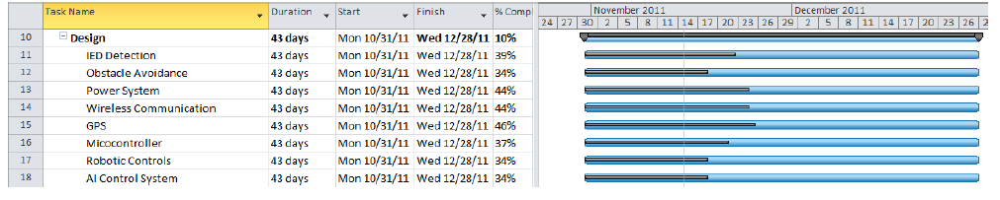 Task Name Duration Start Finish % Compl November 2011 December 2011
24 27 30 2 5 8 11 14 17 20 23 26 29 2 5 8 11 14 17 20 23 26 2
10 Design 43 days Mon 10/31/11 Wed 12/28/11 10%
11 IED Detection 43 days Mon 10/31/11 Wed 12/28/11 39%
12 Obstacle Avoidance 43 days Mon 10/31/11 Wed 12/28/11 34%
13 Power System 43 days Mon 10/31/11 Wed 12/28/11 44%
14 Wireless Communication 43 days Mon 10/31/11 Wed 12/28/11 44%
15 GPS 43 days Mon 10/31/11 Wed 12/28/11 46%
16 Micocontroller 43 days Mon 10/31/11 Wed 12/28/11 37%
17 Robotic Controls 43 days Mon 10/31/11 Wed 12/28/11 34%
18 AI Control System 43 days Mon 10/31/11 Wed 12/28/11 34%